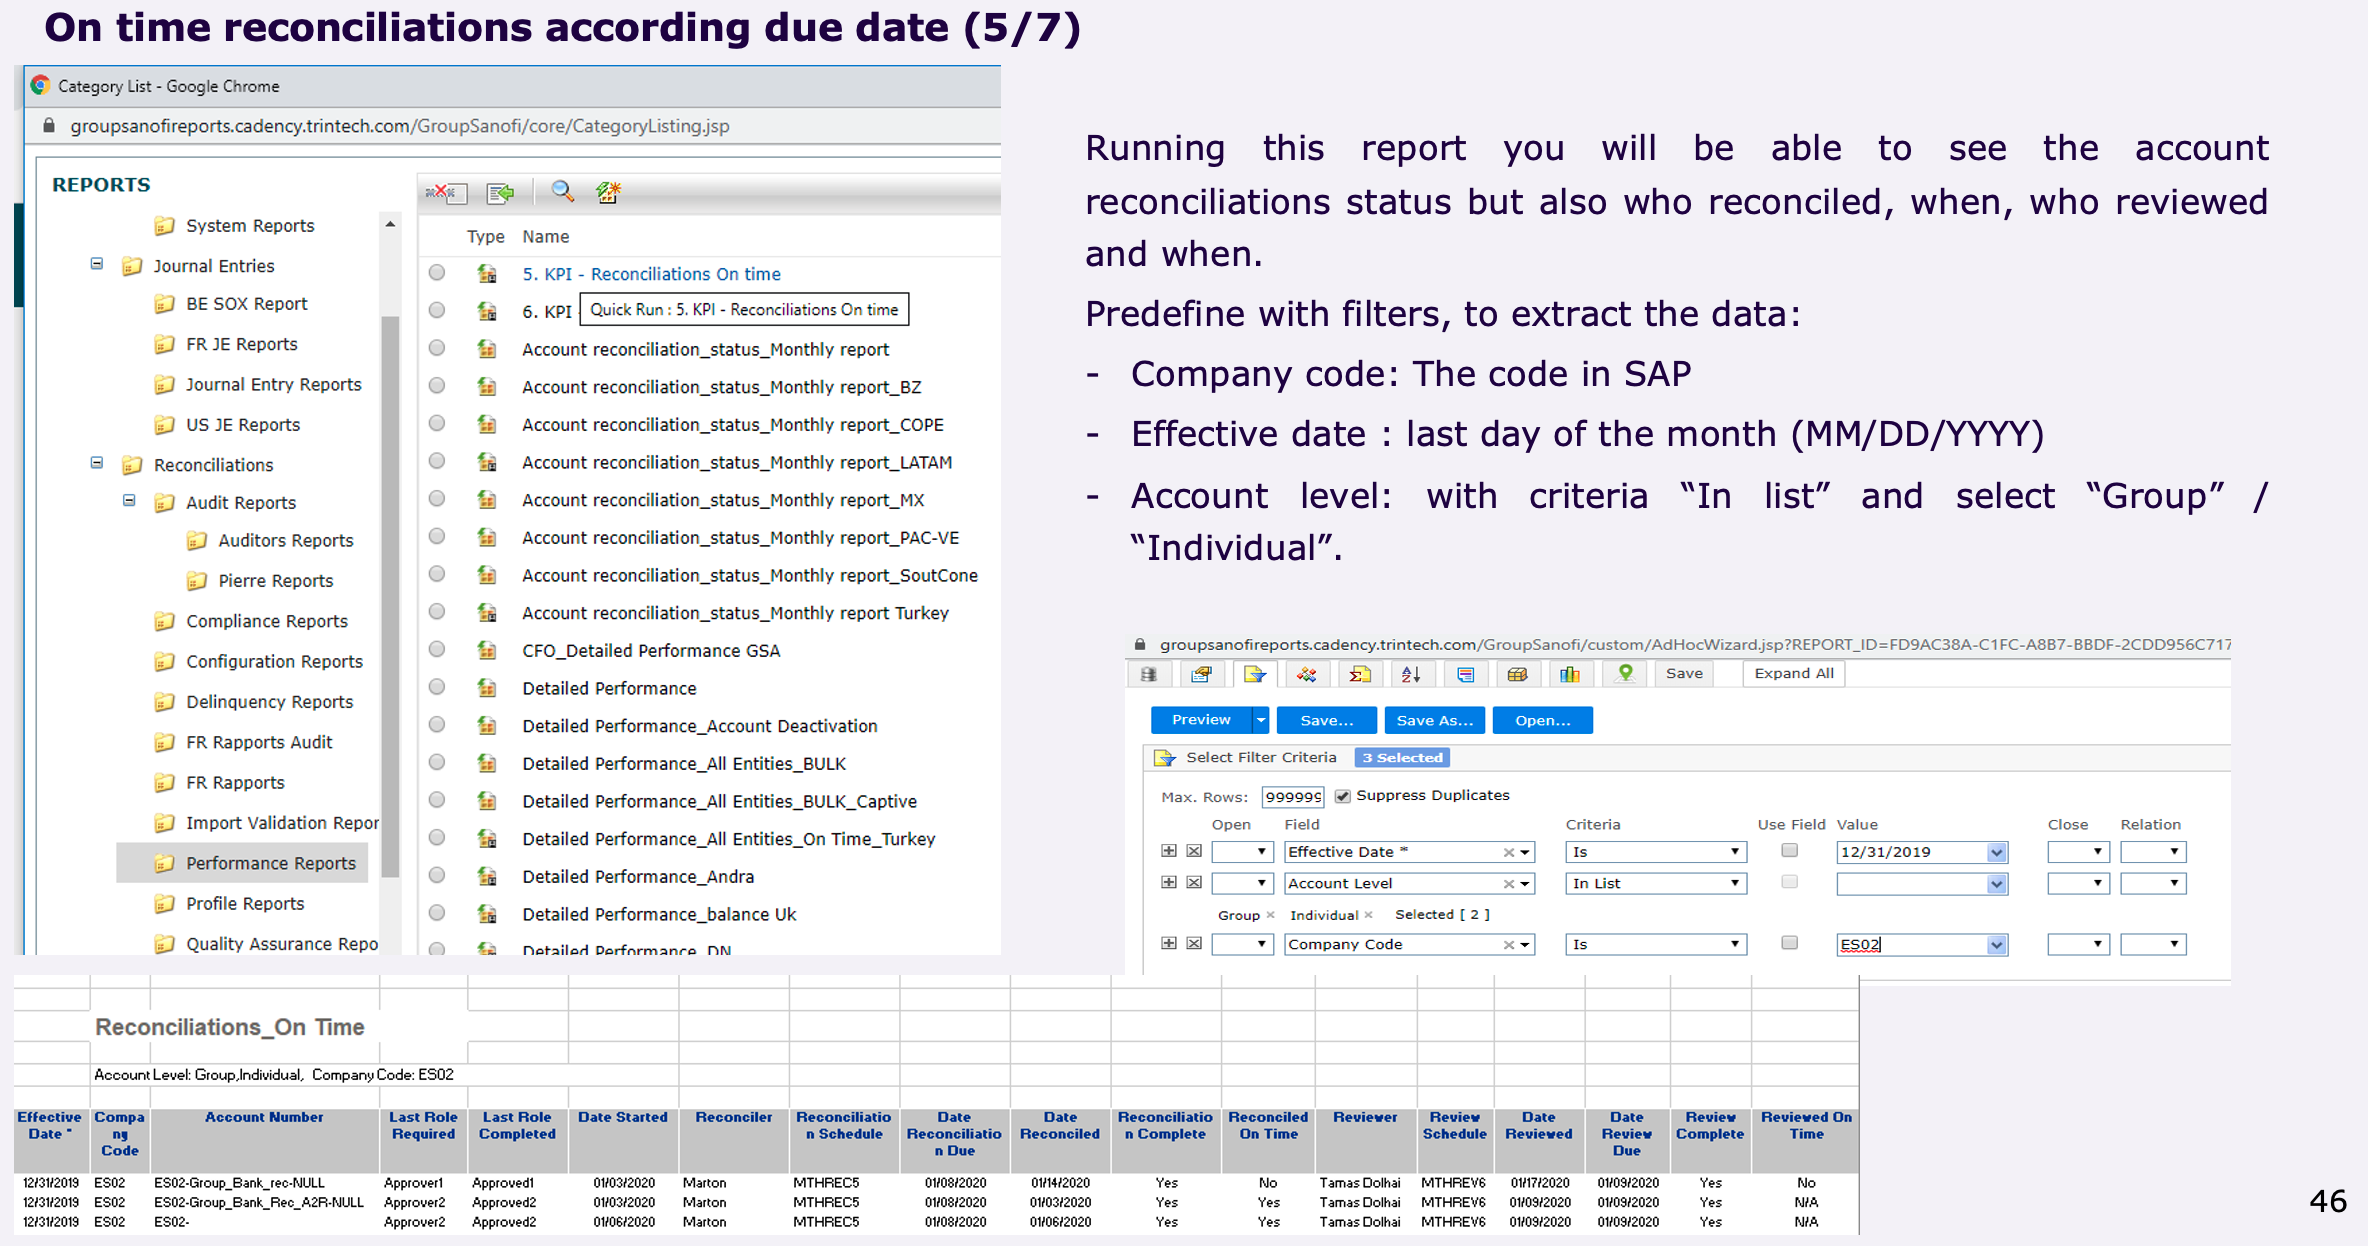 On time reconciliations according due date (5/7)
Category List - Google Chrome
groupsanofireports.cadency.trintech.com/GroupSanofi/core/CategoryListing.jsp
REPORTS
System Reports
Journal Entries
BE SOX Report
FR JE Reports
Journal Entry Reports
US JE Reports
Reconciliations
Audit Reports
Auditors Reports
Pierre Reports
Compliance Reports
Configuration Reports
Delinquency Reports
FR Rapports Audit
FR Rapports
Import Validation Repor
Performance Reports
Profile Reports
Quality Assurance Repo
Type Name
5. KPI - Reconciliations On time
6. KPI
Quick Run : 5. KPI - Reconciliations On time
Account reconciliation_status_Monthly report
Account reconciliation_status_Monthly report_BZ
Account reconciliation_status_Monthly report_COPE
Account reconciliation_status_Monthly report_LATAM
Account reconciliation_status_Monthly report_MX
Account reconciliation_status_Monthly report_PAC-VE
Account reconciliation_status_Monthly report_SoutCone
Account reconciliation_status_Monthly report Turkey
CFO_Detailed Performance GSA
Detailed Performance
Detailed Performance_Account Deactivation
Detailed Performance_All Entities_BULK
Detailed Performance_All Entities_BULK_Captive
Detailed Performance_All Entities_On Time_Turkey
Detailed Performance_Andra
Detailed Performance_balance Uk
Detailed Performance_DN
Running this report you will be able to see the account
reconciliations status but also who reconciled, when, who reviewed
and when.
Predefine with filters, to extract the data:
- Company code: The code in SAP
- Effective date : last day of the month (MM/DD/YYYY)
- Account level: with criteria “In list” and select “Group” /
“Individual”.
groupsanofireports.cadency.trintech.com/GroupSanofi/custom/AdHocWizard.jsp?REPORT_ID=FD9AC38A-C1FC-A8B7-BBDF-2CDD956C717
Save Expand All
Preview Save... Save As... Open...
Select Filter Criteria 3 Selected
Max. Rows: 999999 Suppress Duplicates
Open Field Criteria Use Field Value Close Relation
Effective Date * Is 12/31/2019
Account Level In List
Group × Individual × Selected [ 2 ]
Company Code Is ES02
Reconciliations_On Time
Account Level: Group,Individual, Company Code: ES02
Effective Compa Account Number Last Role Last Role Date Started Reconciler Reconciliatio Date Date Reconciliatio Reconciled Reviewer Review Date Date Review Reviewed On
Date * ny Required Completed n Schedule Reconciliatio Reconciled n Complete On Time Schedule Reviewed Review Complete Time
Code n Due Due
12/31/2019 ES02 ES02-Group_Bank_rec-NULL Approver1 Approved1 01/03/2020 Marton MTHREC5 01/08/2020 01/14/2020 Yes No Tamas Dolhai MTHREV6 01/17/2020 01/09/2020 Yes No
12/31/2019 ES02 ES02-Group_Bank_Rec_A2R-NULL Approver2 Approved2 01/03/2020 Marton MTHREC5 01/08/2020 01/03/2020 Yes Yes Tamas Dolhai MTHREV6 01/09/2020 01/09/2020 Yes N/A
12/31/2019 ES02 ES02- Approver2 Approved2 01/06/2020 Marton MTHREC5 01/08/2020 01/06/2020 Yes Yes Tamas Dolhai MTHREV6 01/09/2020 01/09/2020 Yes N/A
46